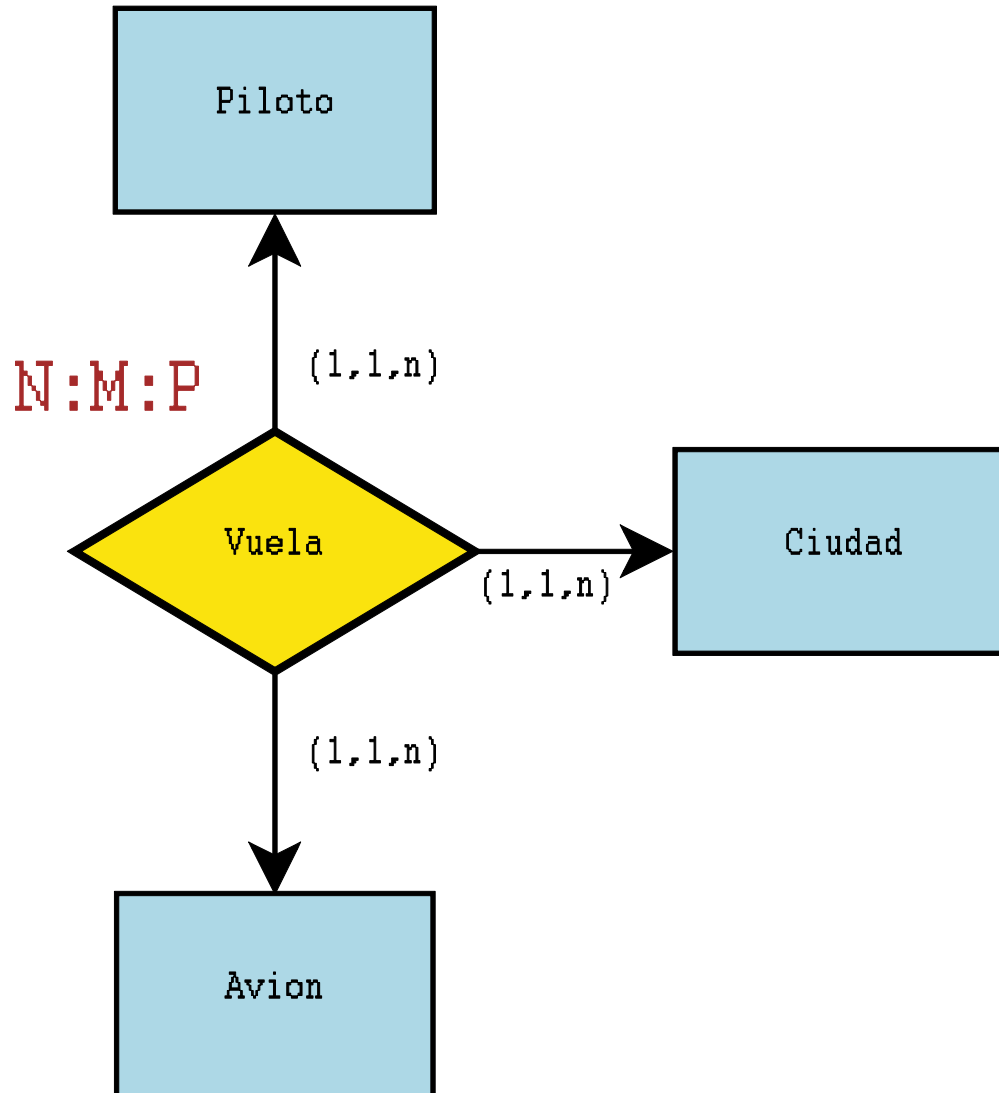 Piloto
(1,1,n)
N:M:P
Vuela
Ciudad
(1,1,n)
(1,1,n)
Avion